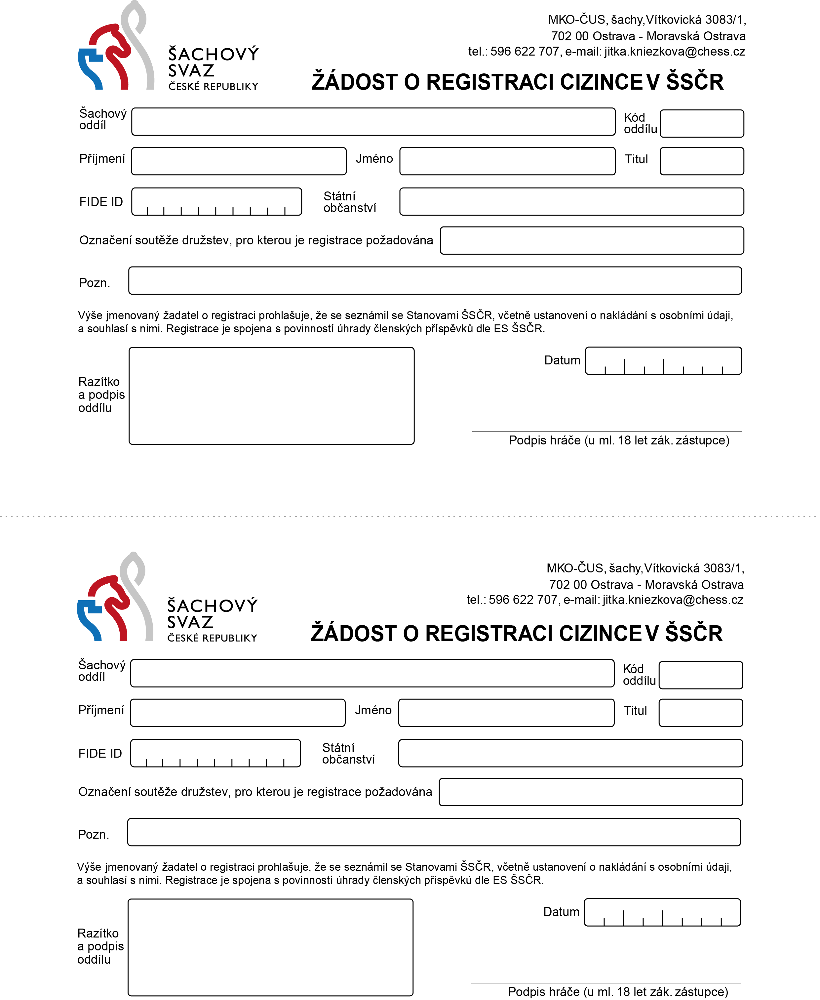 MKO-ČUS, šachy,Vítkovická 3083/1,
702 00 Ostrava - Moravská Ostrava
tel.: 596 622 707, e-mail: jitka.kniezkova@chess.cz
ŠACHOVÝ
SVAZ
ČESKÉ REPUBLIKY
ŽÁDOST O REGISTRACI CIZINCE V ŠSČR
Šachový
oddíl
Kód
oddílu
Příjmení Jméno Titul
FIDE ID
Státní
občanství
Označení soutěže družstev, pro kterou je registrace požadována
Pozn.
Výše jmenovaný žadatel o registraci prohlašuje, že se seznámil se Stanovami ŠSČR, včetně ustanovení o nakládání s osobními údaji,
a souhlasí s nimi. Registrace je spojena s povinností úhrady členských příspěvků dle ES ŠSČR.
Datum
Razítko
a podpis
oddílu
Podpis hráče (u ml. 18 let zák. zástupce)
MKO-ČUS, šachy,Vítkovická 3083/1,
702 00 Ostrava - Moravská Ostrava
tel.: 596 622 707, e-mail: jitka.kniezkova@chess.cz
ŠACHOVÝ
SVAZ
ČESKÉ REPUBLIKY
ŽÁDOST O REGISTRACI CIZINCE V ŠSČR
Šachový
oddíl
Kód
oddílu
Příjmení Jméno Titul
FIDE ID
Státní
občanství
Označení soutěže družstev, pro kterou je registrace požadována
Pozn.
Výše jmenovaný žadatel o registraci prohlašuje, že se seznámil se Stanovami ŠSČR, včetně ustanovení o nakládání s osobními údaji,
a souhlasí s nimi. Registrace je spojena s povinností úhrady členských příspěvků dle ES ŠSČR.
Datum
Razítko
a podpis
oddílu
Podpis hráče (u ml. 18 let zák. zástupce)